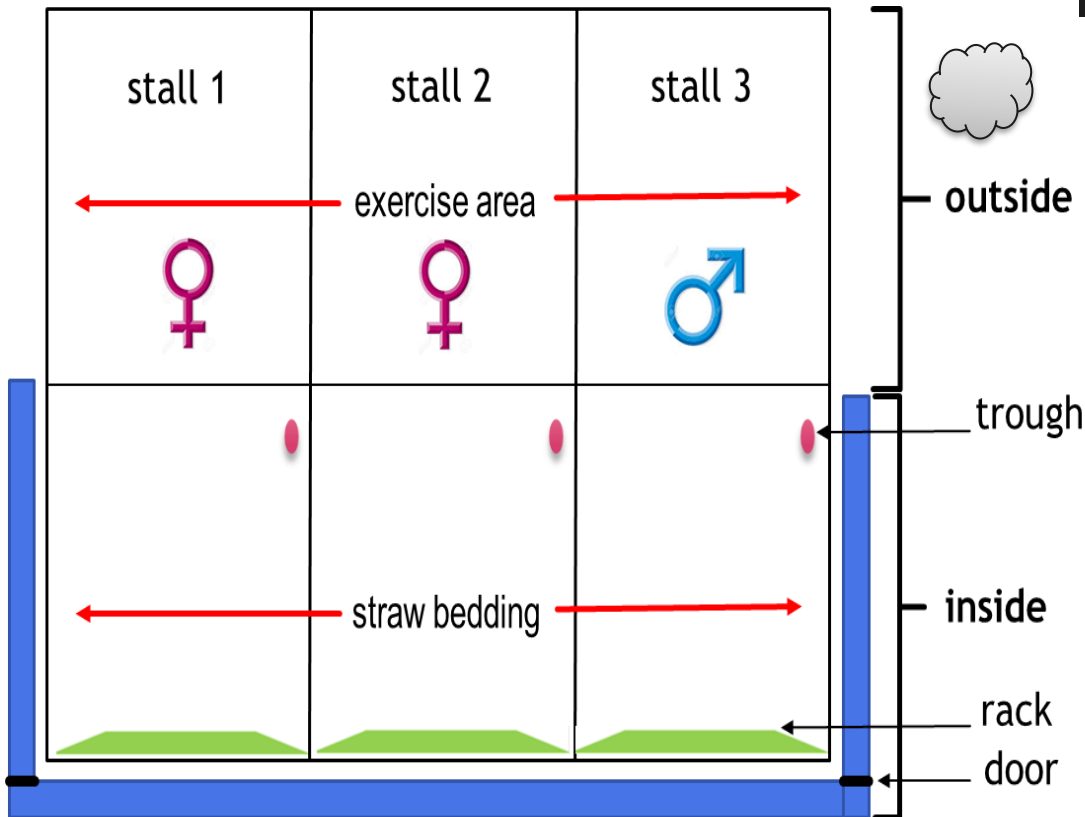 stall 1
stall 2
stall 3
exercise area
outside
trough
straw bedding
inside
rack
door